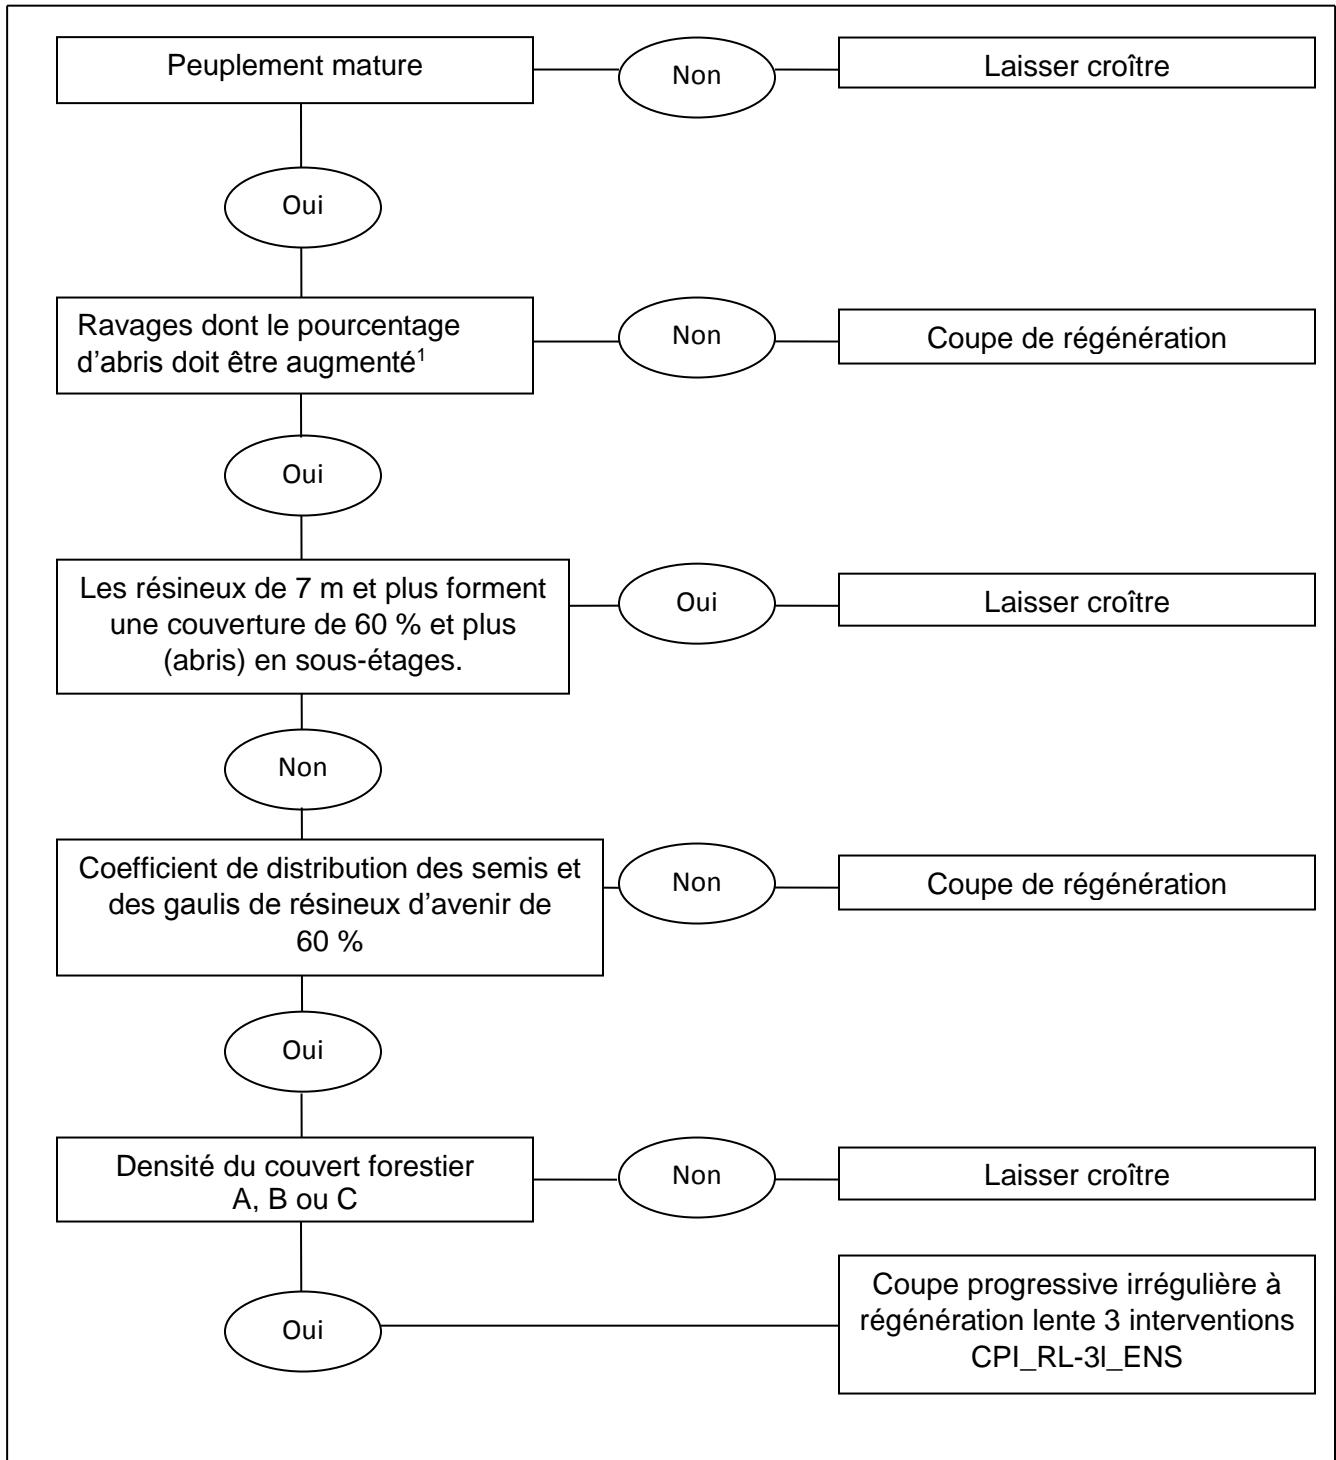 Peuplement mature
Non
Laisser croître
Oui
Ravages dont le pourcentage
d'abris doit être augmenté¹
Non
Coupe de régénération
Oui
Les résineux de 7 m et plus forment
une couverture de 60 % et plus
(abris) en sous-étages.
Oui
Laisser croître
Non
Coefficient de distribution des semis et
des gaulis de résineux d'avenir de
60 %
Non
Coupe de régénération
Oui
Densité du couvert forestier
A, B ou C
Non
Laisser croître
Oui
Coupe progressive irrégulière à
régénération lente 3 interventions
CPI_RL-3I_ENS